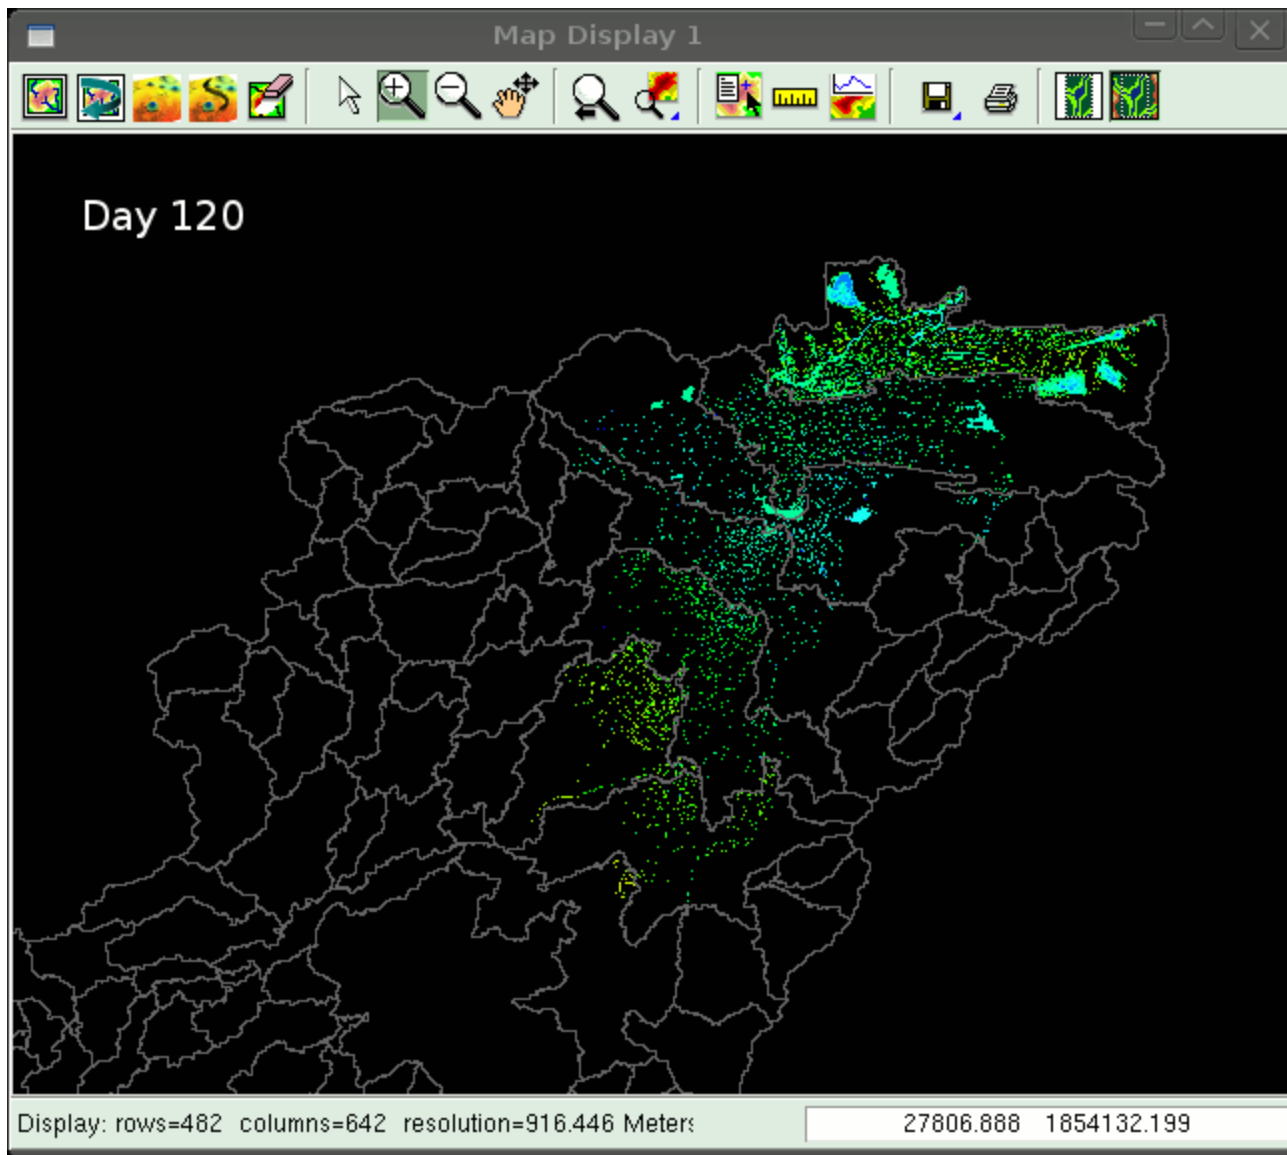 Map Display 1
Day 120
Display: rows=482 columns=642 resolution=916.446 Meters
27806.888 1854132.199